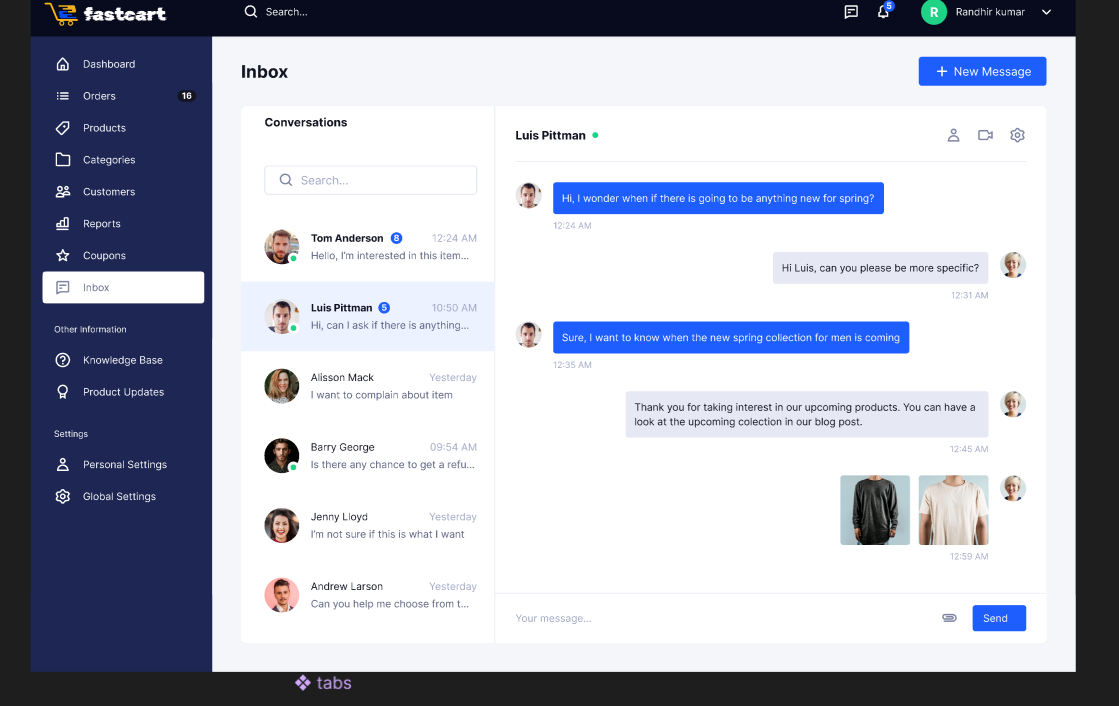 fastcart
Search...
5
R
Randhir kumar
Dashboard
Orders
16
Products
Categories
Customers
Reports
Coupons
Inbox
Other Information
Knowledge Base
Product Updates
Settings
Personal Settings
Global Settings
Inbox
+ New Message
Conversations
Search...
Tom Anderson 8 12:24 AM
Hello, I'm interested in this item...
Luis Pittman 5 10:50 AM
Hi, can I ask if there is anything...
Alisson Mack Yesterday
I want to complain about item
Barry George 09:54 AM
Is there any chance to get a refu...
Jenny Lloyd Yesterday
I'm not sure if this is what I want
Andrew Larson Yesterday
Can you help me choose from t...
Luis Pittman
Hi, I wonder when if there is going to be anything new for spring?
12:24 AM
Hi Luis, can you please be more specific?
12:31 AM
Sure, I want to know when the new spring collection for men is coming
12:35 AM
Thank you for taking interest in our upcoming products. You can have a
look at the upcoming colection in our blog post.
12:45 AM
12:59 AM
Your message...
Send
tabs